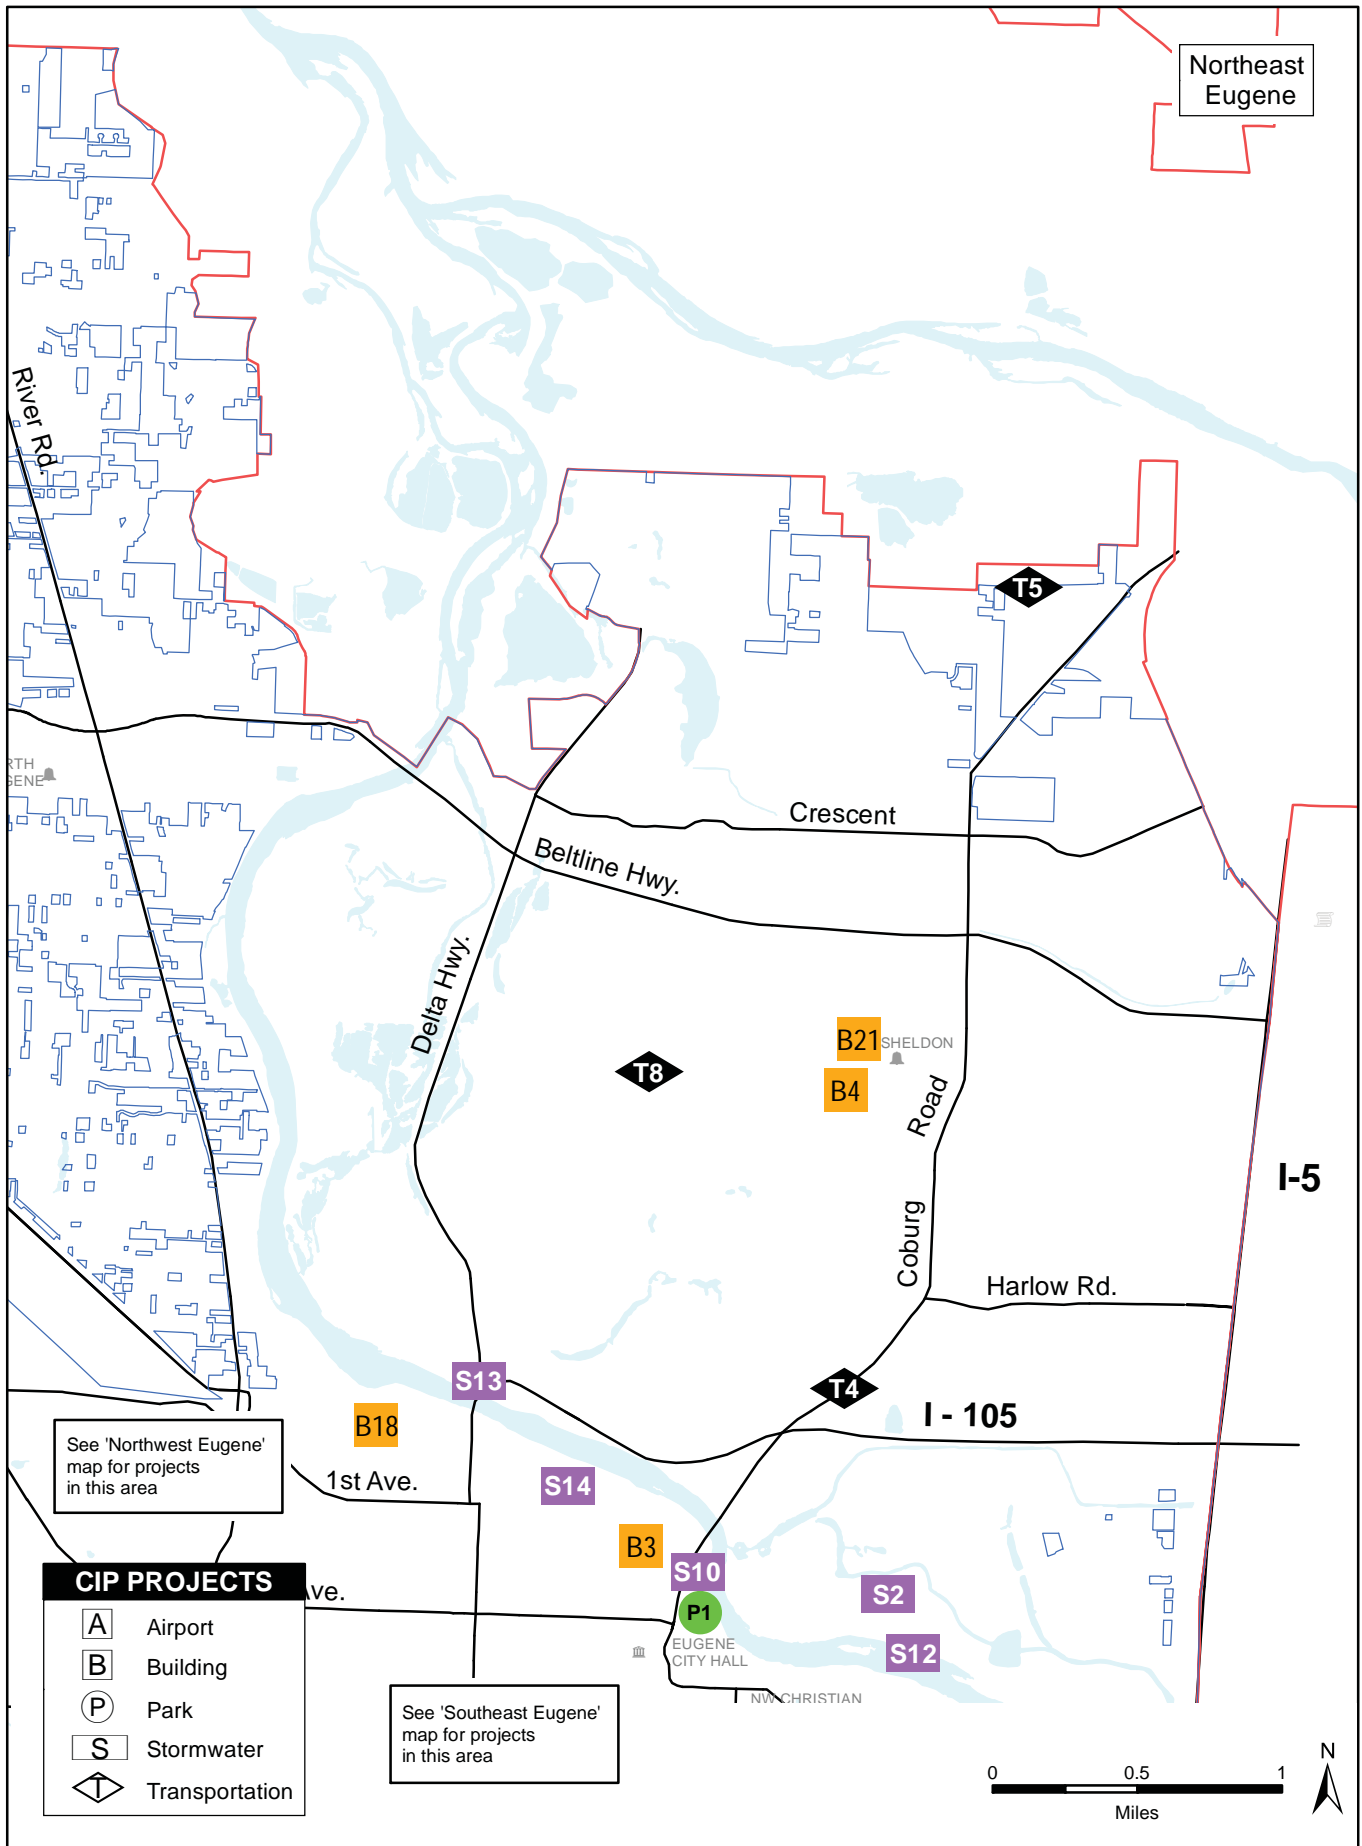 Northeast
Eugene
River Rd.
T5
RTH
GENE
Crescent
Beltline Hwy.
Delta Hwy.
B21
SHELDON
T8
B4
Road
I-5
Coburg
Harlow Rd.
S13
T4
I - 105
B18
See 'Northwest Eugene'
map for projects
in this area
1st Ave.
S14
B3
S10
S2
P1
EUGENE
CITY HALL
S12
NW CHRISTIAN
Ave.
CIP PROJECTS
A Airport
B Building
P Park
S Stormwater
T Transportation
See 'Southeast Eugene'
map for projects
in this area
0 0.5 1
Miles
N